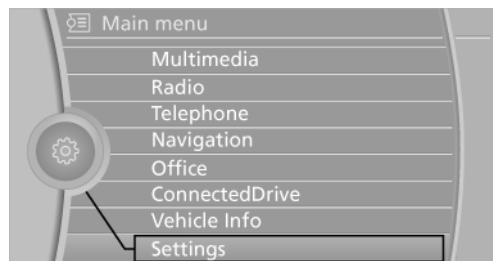 Main menu
Multimedia
Radio
Telephone
Navigation
Office
ConnectedDrive
Vehicle Info
Settings